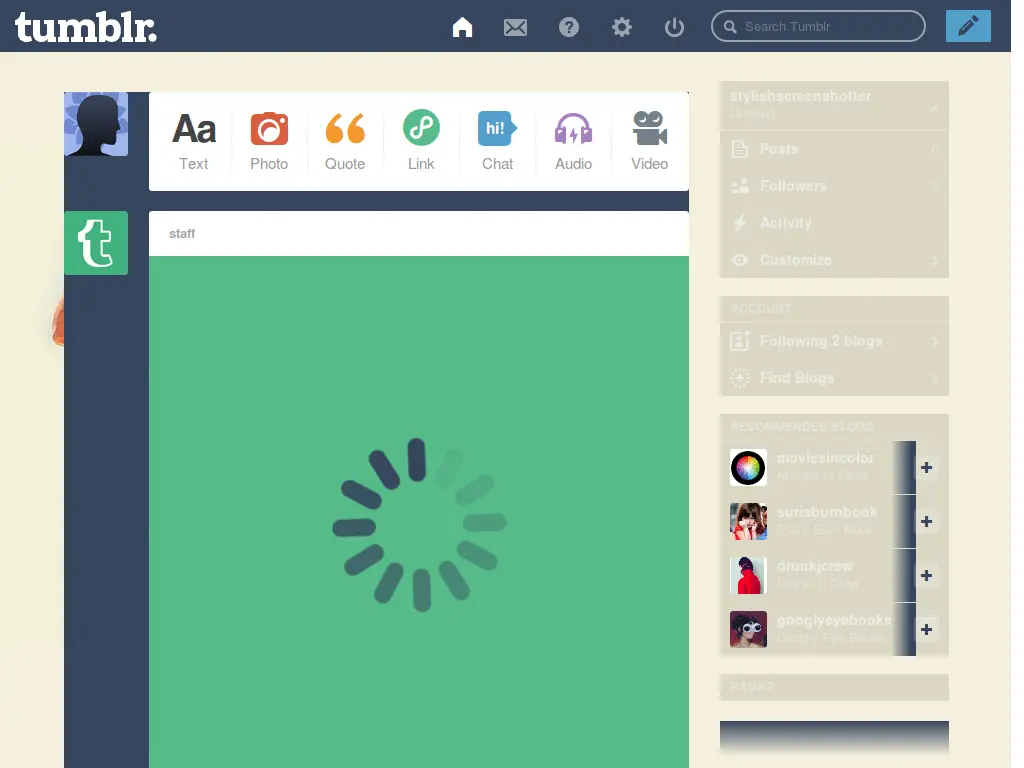 tumblr.
Search Tumblr
Aa
hi!
Text
Photo
Quote
Link
Chat
Audio
Video
staff
stylishscreenshotter
Untitled
Posts
Followers
Activity
Customize
ACCOUNT
Following 2 blogs
Find Blogs
RECOMMENDED BLOGS
moviesincolor
Movies In Color
surisburnbook
Suri's Burn Book
drunkjcrew
Drunk J. Crew
googlyeyebooks
Googly Eye Books
RADAR